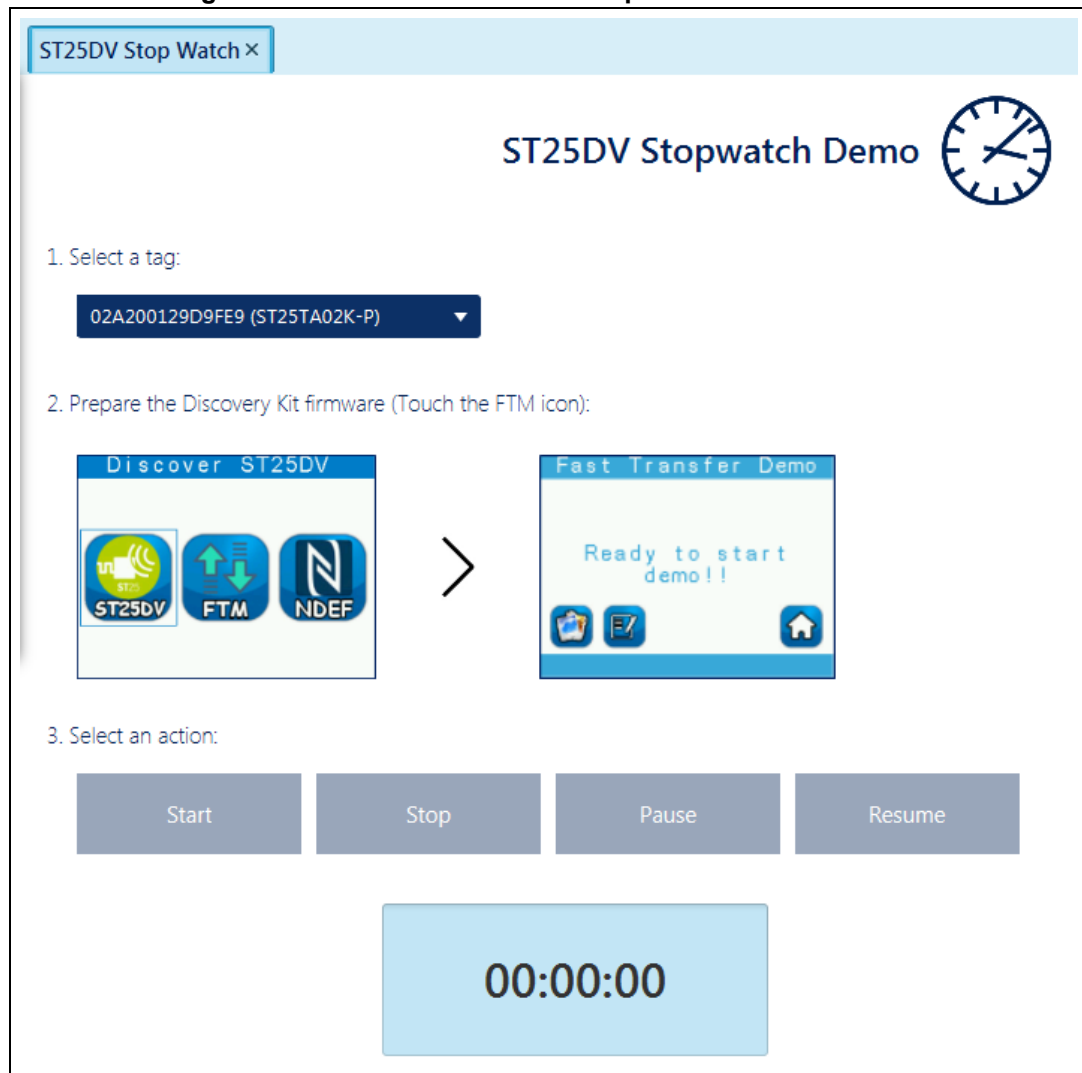 ST25DV Stop Watch ×
ST25DV Stopwatch Demo
1. Select a tag:
02A200129D9FE9 (ST25TA02K-P)
2. Prepare the Discovery Kit firmware (Touch the FTM icon):
Discover ST25DV
ST25
ST25DV
FTM
NDEF
Fast Transfer Demo
Ready to start
demo!!
3. Select an action:
Start
Stop
Pause
Resume
00:00:00